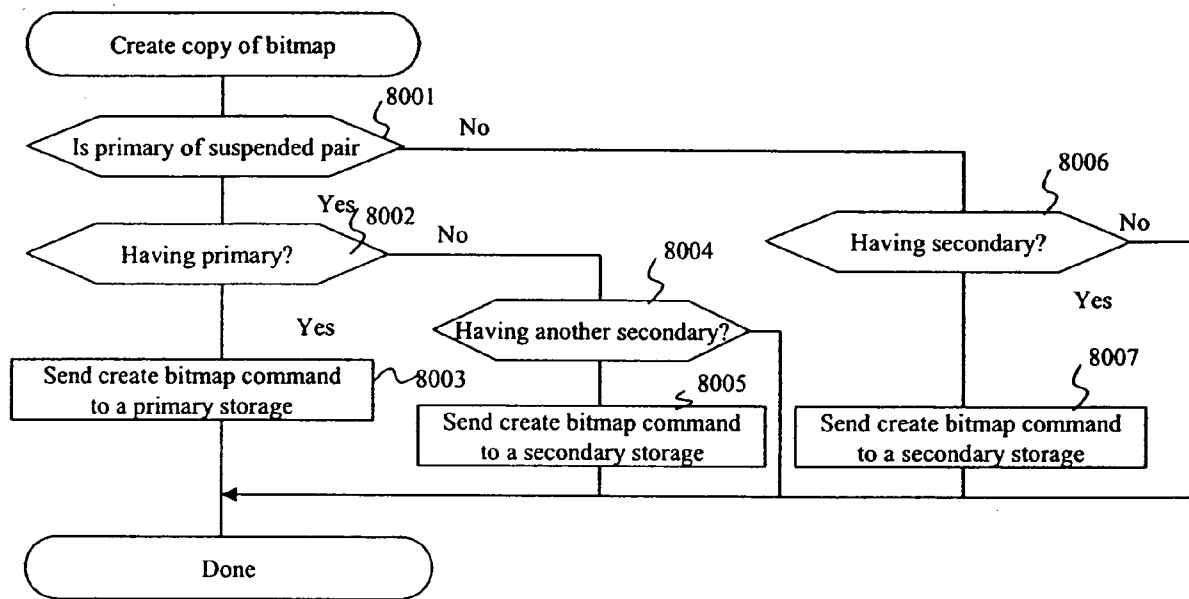 Create copy of bitmap
8001
Is primary of suspended pair
No
8006
Yes
8002
Having primary?
No
Having secondary?
No
8004
Yes
Having another secondary?
Yes
Send create bitmap command
to a primary storage
8003
8005
8007
Send create bitmap command
to a secondary storage
Send create bitmap command
to a secondary storage
Done